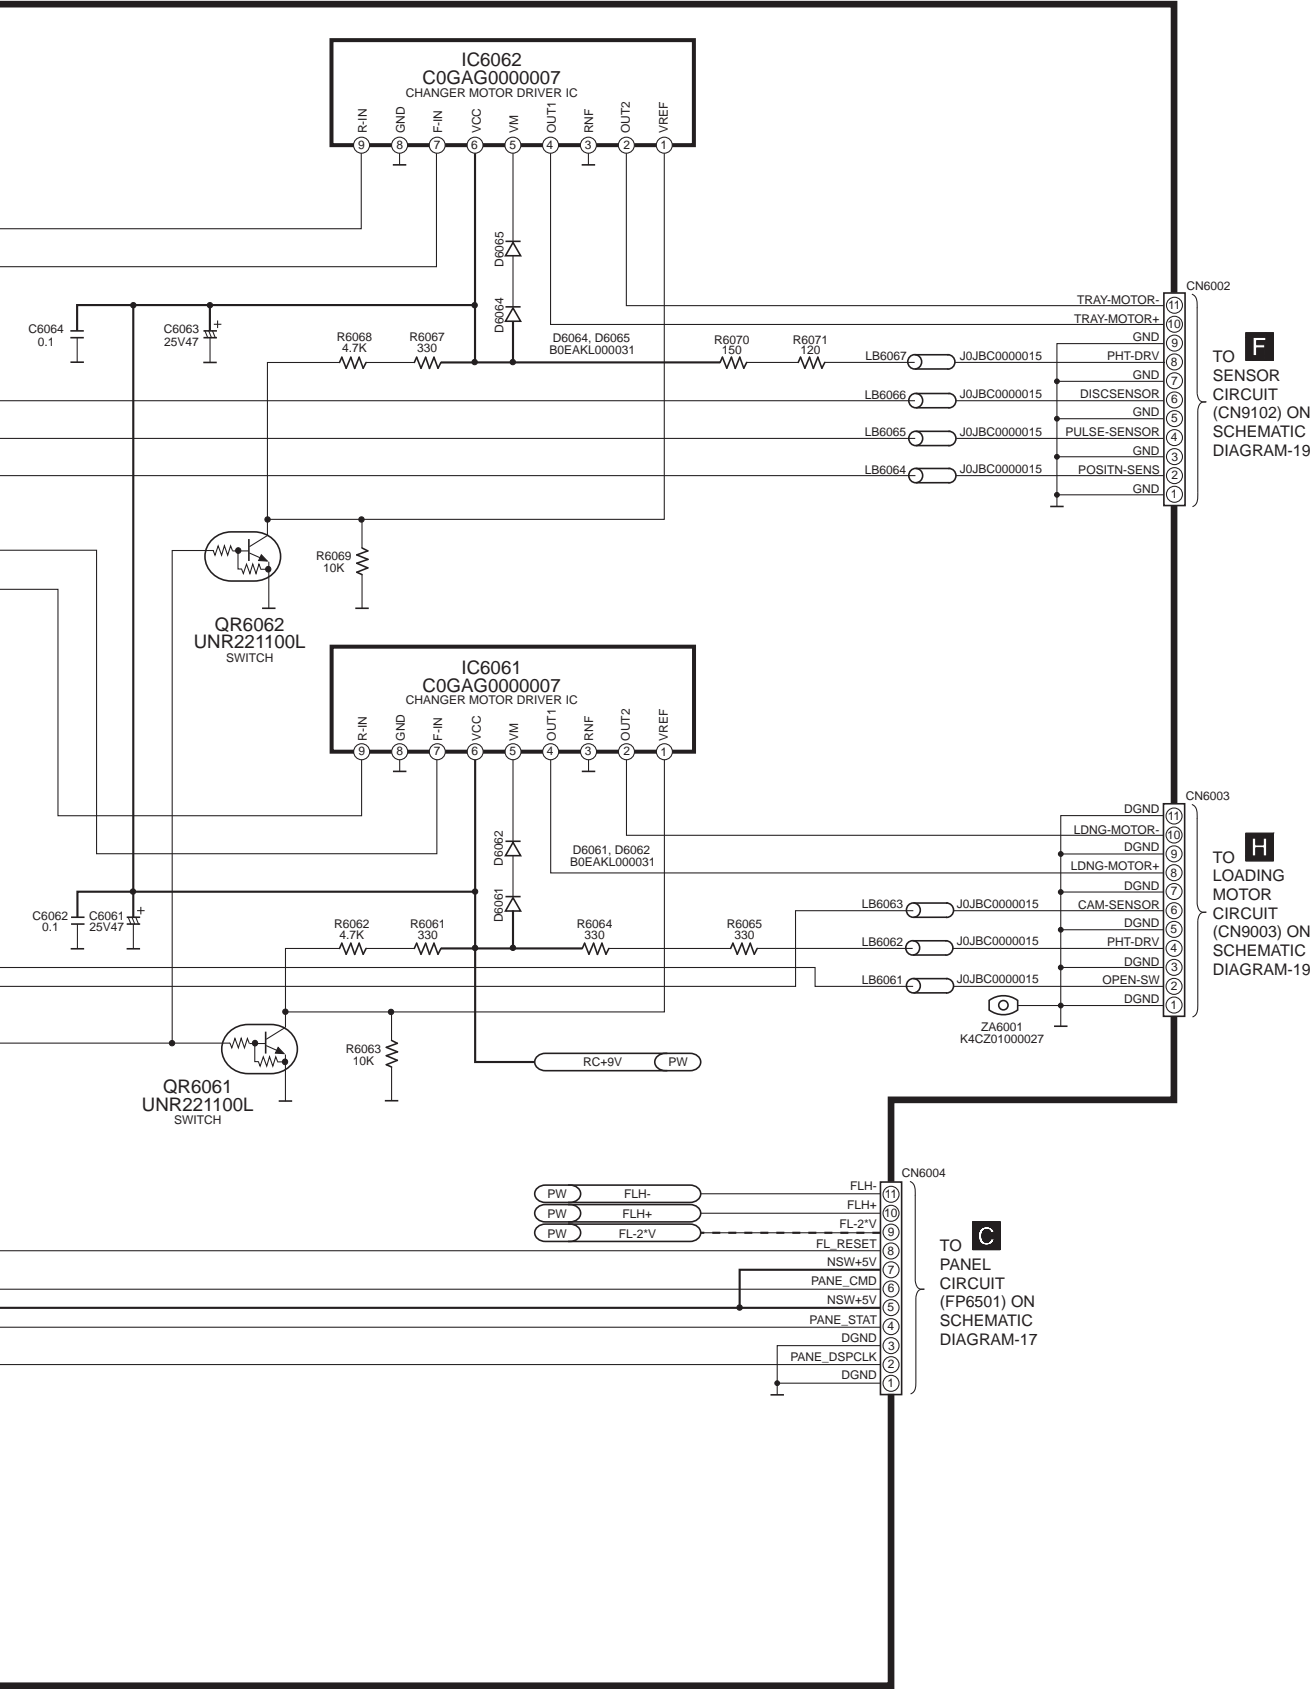 IC6062
C0GAG0000007
CHANGER MOTOR DRIVER IC
R-IN
GND
F-IN
VCC
VM
OUT1
RNF
OUT2
VREF
9 8 7 6 5 4 3 2 1
D6065
D6064
C6064
0.1
C6063
25V47
+
R6068
4.7K
R6067
330
D6064, D6065
B0EAKL000031
R6070
150
R6071
120
LB6067
J0JBC0000015
LB6066
J0JBC0000015
LB6065
J0JBC0000015
LB6064
J0JBC0000015
CN6002
TRAY-MOTOR- 11
TRAY-MOTOR+ 10
GND 9
PHT-DRV 8
GND 7
DISCSENSOR 6
GND 5
PULSE-SENSOR 4
GND 3
POSITN-SENS 2
GND 1
TO F
SENSOR
CIRCUIT
(CN9102) ON
SCHEMATIC
DIAGRAM-19
R6069
10K
QR6062
UNR221100L
SWITCH
IC6061
C0GAG0000007
CHANGER MOTOR DRIVER IC
R-IN
GND
F-IN
VCC
VM
OUT1
RNF
OUT2
VREF
9 8 7 6 5 4 3 2 1
D6062
D6061
D6061, D6062
B0EAKL000031
C6062
0.1
C6061
25V47
+
R6062
4.7K
R6061
330
R6064
330
R6065
330
LB6063
J0JBC0000015
LB6062
J0JBC0000015
LB6061
J0JBC0000015
CN6003
DGND 11
LDNG-MOTOR- 10
DGND 9
LDNG-MOTOR+ 8
DGND 7
CAM-SENSOR 6
DGND 5
PHT-DRV 4
DGND 3
OPEN-SW 2
DGND 1
TO H
LOADING
MOTOR
CIRCUIT
(CN9003) ON
SCHEMATIC
DIAGRAM-19
ZA6001
K4CZ01000027
R6063
10K
RC+9V PW
QR6061
UNR221100L
SWITCH
CN6004
PW FLH-
PW FLH+
PW FL-2*V
FLH- 11
FLH+ 10
FL-2*V 9
FL_RESET 8
NSW+5V 7
PANE_CMD 6
NSW+5V 5
PANE_STAT 4
DGND 3
PANE_DSPCLK 2
DGND 1
TO C
PANEL
CIRCUIT
(FP6501) ON
SCHEMATIC
DIAGRAM-17